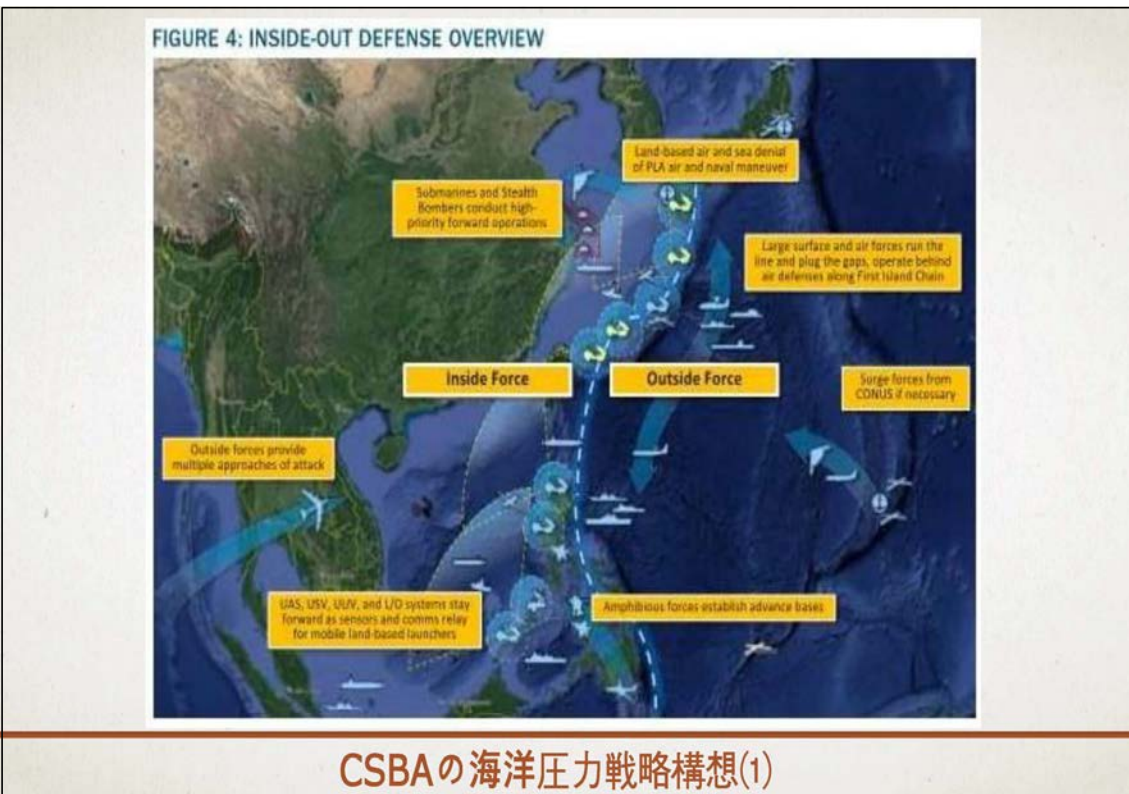 FIGURE 4: INSIDE-OUT DEFENSE OVERVIEW
Land-based air and sea denial
of PLA air and naval maneuver
Submarines and Stealth
Bombers conduct high-
priority forward operations
Large surface and air forces run the
line and plug the gaps, operate behind
air defenses along First Island Chain
Inside Force
Outside Force
Surge forces from
CONUS if necessary
Outside forces provide
multiple approaches of attack
UAS, USV, UUV, and L/O systems stay
forward as sensors and comms relay
for mobile land-based launchers
Amphibious forces establish advance bases
CSBAの海洋圧力戦略構想(1)